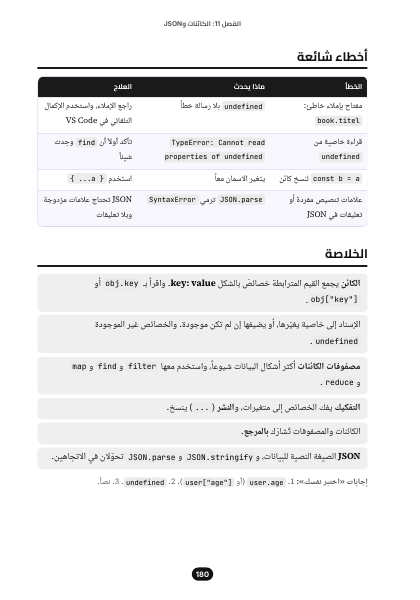 الفصل 11: الكائنات وJSON
أخطاء شائعة
الخطأ ماذا يحدث العلاج
مفتاح بإملاء خاطئ: undefined بلا رسالة خطأ راجع الإملاء، واستخدم الإكمال
book.titel التلقائي في VS Code
قراءة خاصية من TypeError: Cannot read تأكد أولاً أن find وجدت
undefined properties of undefined شيئاً
const b = a لنسخ كائن يتغير الاسمان معاً استخدم { ...a }
علامات تنصيص مفردة أو JSON.parse ترمي SyntaxError JSON تحتاج علامات مزدوجة
تعليقات في JSON وبلا تعليقات
الخلاصة
الكائن يجمع القيم المترابطة خصائصَ بالشكل key: value. واقرأ بـ obj.key أو
obj["key"] .
الإسناد إلى خاصية يغيّرها، أو يضيفها إن لم تكن موجودة. والخصائص غير الموجودة
undefined .
مصفوفات الكائنات أكثر أشكال البيانات شيوعاً، واستخدم معها filter و find و map
و reduce .
التفكيك يفك الخصائص إلى متغيرات، والنشر ( ... ) ينسخ.
الكائنات والمصفوفات تُشارَك بالمرجع.
JSON الصيغة النصية للبيانات، و JSON.stringify و JSON.parse تحوّلان في الاتجاهين.
إجابات «اختبر نفسك»: 1. user.age (أو user["age"] ). 2. undefined . 3. نصاً.
180